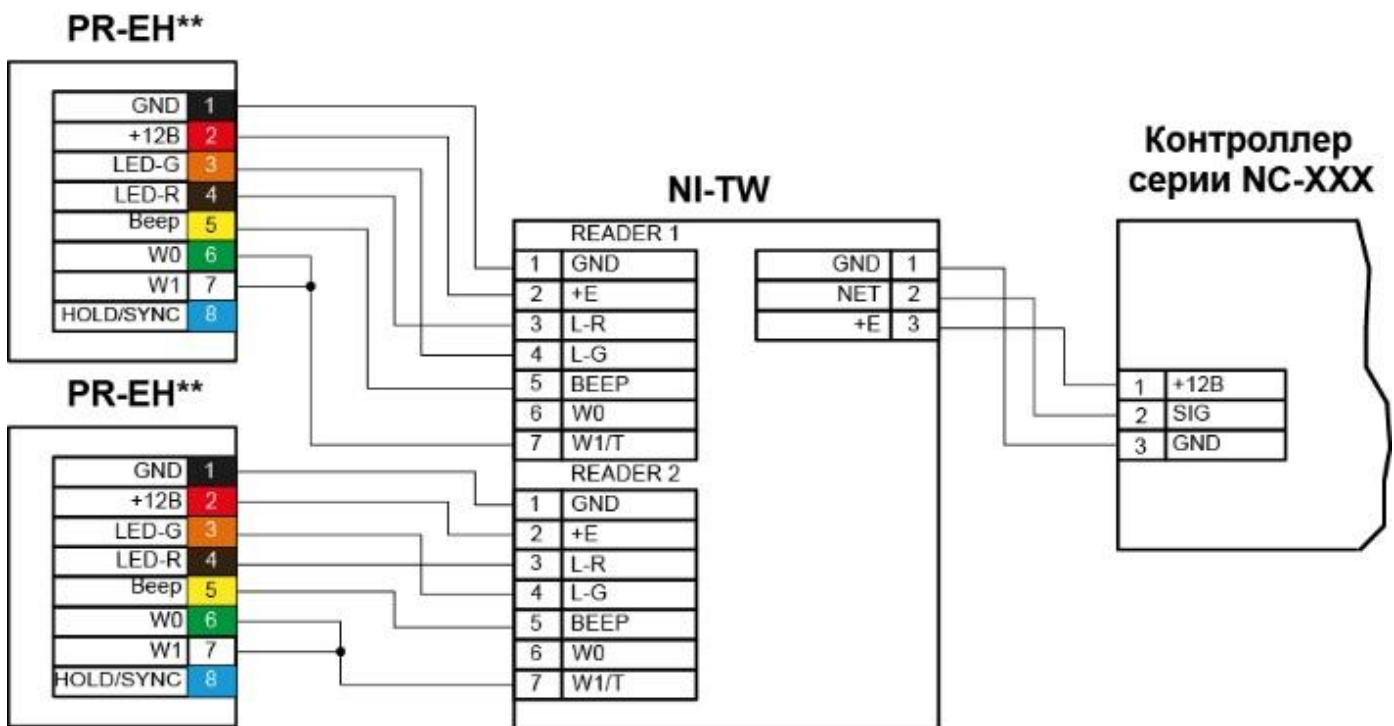 PR-EH**
GND 1
+12В 2
LED-G 3
LED-R 4
Beep 5
W0 6
W1 7
HOLD/SYNC 8
PR-EH**
GND 1
+12В 2
LED-G 3
LED-R 4
Beep 5
W0 6
W1 7
HOLD/SYNC 8
NI-TW
READER 1
1 GND
2 +E
3 L-R
4 L-G
5 BEEP
6 W0
7 W1/T
READER 2
1 GND
2 +E
3 L-R
4 L-G
5 BEEP
6 W0
7 W1/T
GND 1
NET 2
+E 3
Контроллер
серии NC-XXX
1 +12В
2 SIG
3 GND